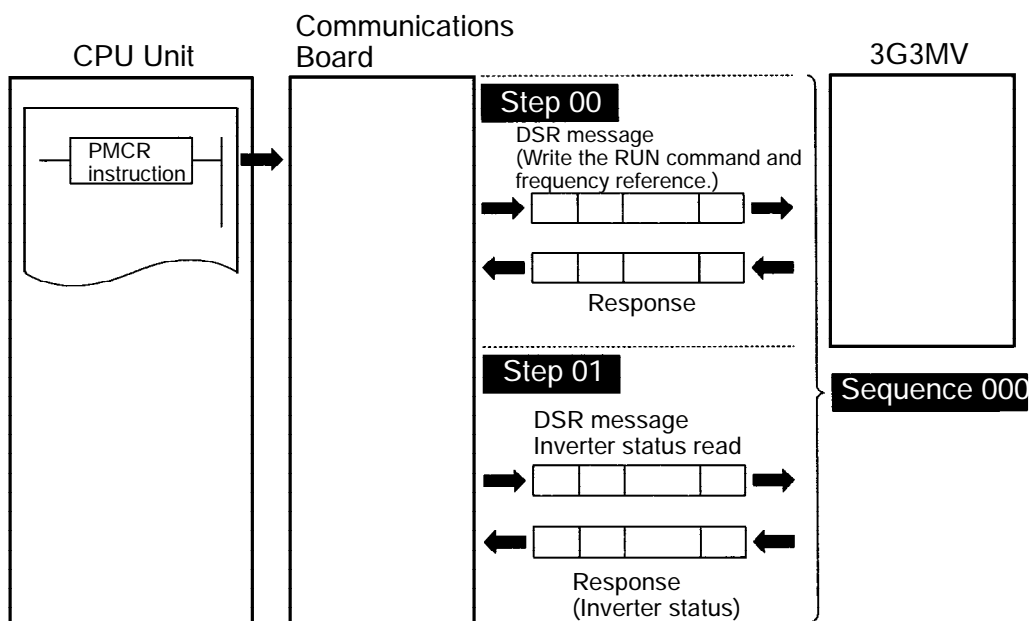 CPU Unit
Communications
Board
3G3MV
PMCR
instruction
Step 00
DSR message
(Write the RUN command and
frequency reference.)
Response
Step 01
DSR message
Inverter status read
Response
(Inverter status)
Sequence 000